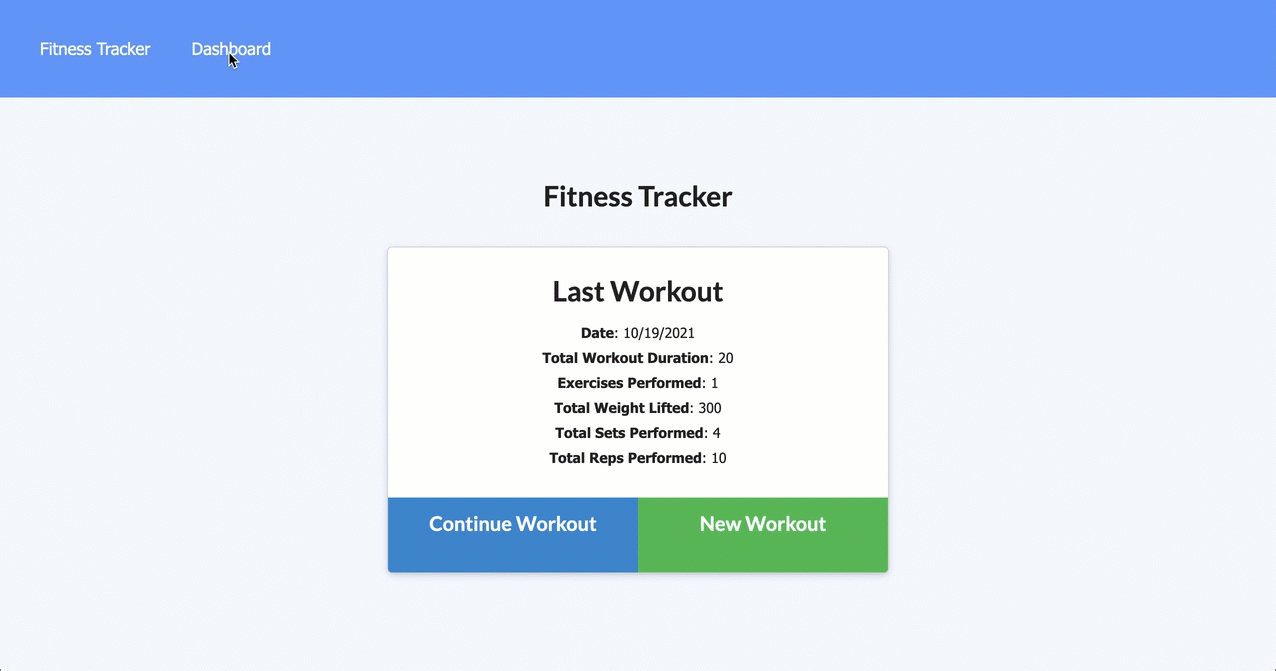 Fitness Tracker Dashboard
Fitness Tracker
Last Workout
Date: 10/19/2021
Total Workout Duration: 20
Exercises Performed: 1
Total Weight Lifted: 300
Total Sets Performed: 4
Total Reps Performed: 10
Continue Workout New Workout